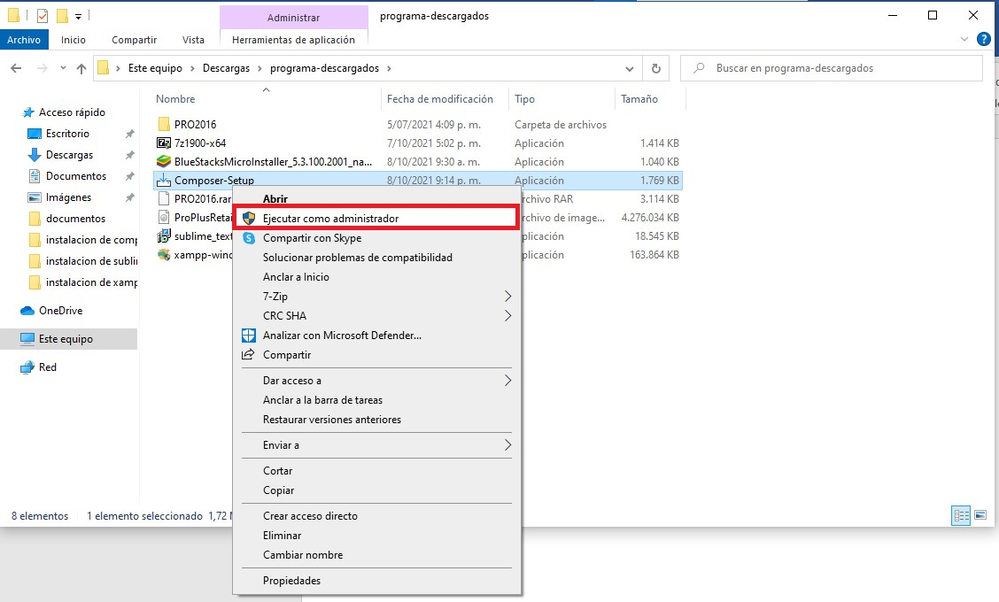 Administrar
programa-descargados
Archivo Inicio Compartir Vista Herramientas de aplicación
Este equipo Descargas programa-descargados
Buscar en programa-descargados
Nombre Fecha de modificación Tipo Tamaño
Acceso rápido
Escritorio
Descargas
Documentos
Imágenes
documentos
instalacion de comp
instalacion de subli
instalacion de xamp
OneDrive
Este equipo
Red
PRO2016 5/07/2021 4:09 p. m. Carpeta de archivos
7z1900-x64 7/10/2021 5:02 p. m. Aplicación 1.414 KB
BlueStacksMicroInstaller_5.3.100.2001_na... 8/10/2021 9:30 a. m. Aplicación 1.040 KB
Composer-Setup 8/10/2021 9:14 p. m. Aplicación 1.769 KB
PRO2016.rar rchivo RAR 3.114 KB
ProPlusRetai rchivo de image... 4.276.034 KB
sublime_text plicación 18.545 KB
xampp-wind plicación 163.864 KB
Abrir
Ejecutar como administrador
Compartir con Skype
Solucionar problemas de compatibilidad
Anclar a Inicio
7-Zip
CRC SHA
Analizar con Microsoft Defender...
Compartir
Dar acceso a
Anclar a la barra de tareas
Restaurar versiones anteriores
Enviar a
Cortar
Copiar
Crear acceso directo
Eliminar
Cambiar nombre
Propiedades
8 elementos 1 elemento seleccionado 1,72